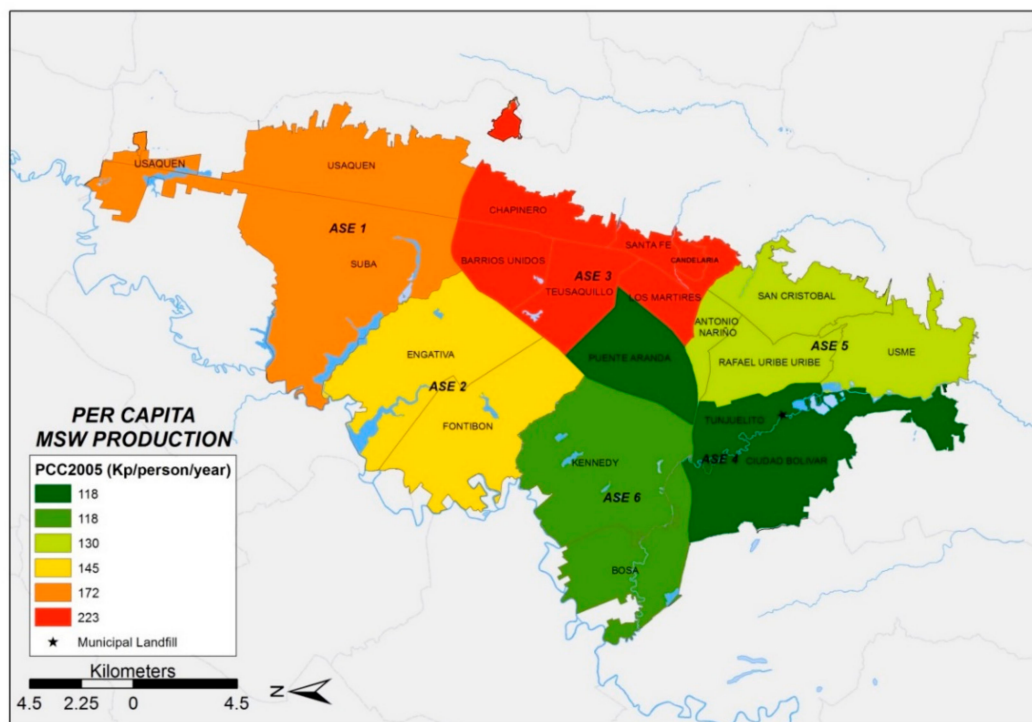 USAQUEN
USAQUEN
ASE 1
SUBA
CHAPINERO
SANTA FE
CANDELARIA
BARRIOS UNIDOS
ASE 3
TEUSAQUILLO
LOS MARTIRES
SAN CRISTOBAL
ANTONIO
NARIÑO
ASE 5
USME
RAFAEL URIBE URIBE
ENGATIVA
ASE 2
FONTIBON
PUENTE ARANDA
TUNJUELITO
ASE 4
CIUDAD BOLIVAR
KENNEDY
ASE 6
BOSA
PER CAPITA
MSW PRODUCTION
PCC2005 (Kp/person/year)
118
118
130
145
172
223
Municipal Landfill
Kilometers
4.5 2.25 0 4.5
N